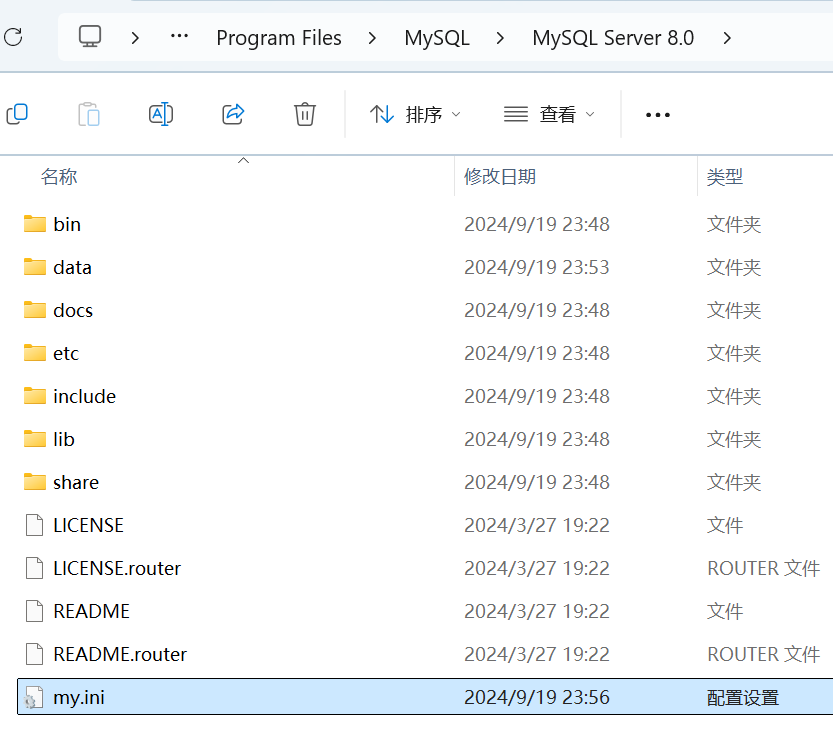 Program Files MySQL MySQL Server 8.0
排序 查看
名称 修改日期 类型
bin 2024/9/19 23:48 文件夹
data 2024/9/19 23:53 文件夹
docs 2024/9/19 23:48 文件夹
etc 2024/9/19 23:48 文件夹
include 2024/9/19 23:48 文件夹
lib 2024/9/19 23:48 文件夹
share 2024/9/19 23:48 文件夹
LICENSE 2024/3/27 19:22 文件
LICENSE.router 2024/3/27 19:22 ROUTER 文件
README 2024/3/27 19:22 文件
README.router 2024/3/27 19:22 ROUTER 文件
my.ini 2024/9/19 23:56 配置设置